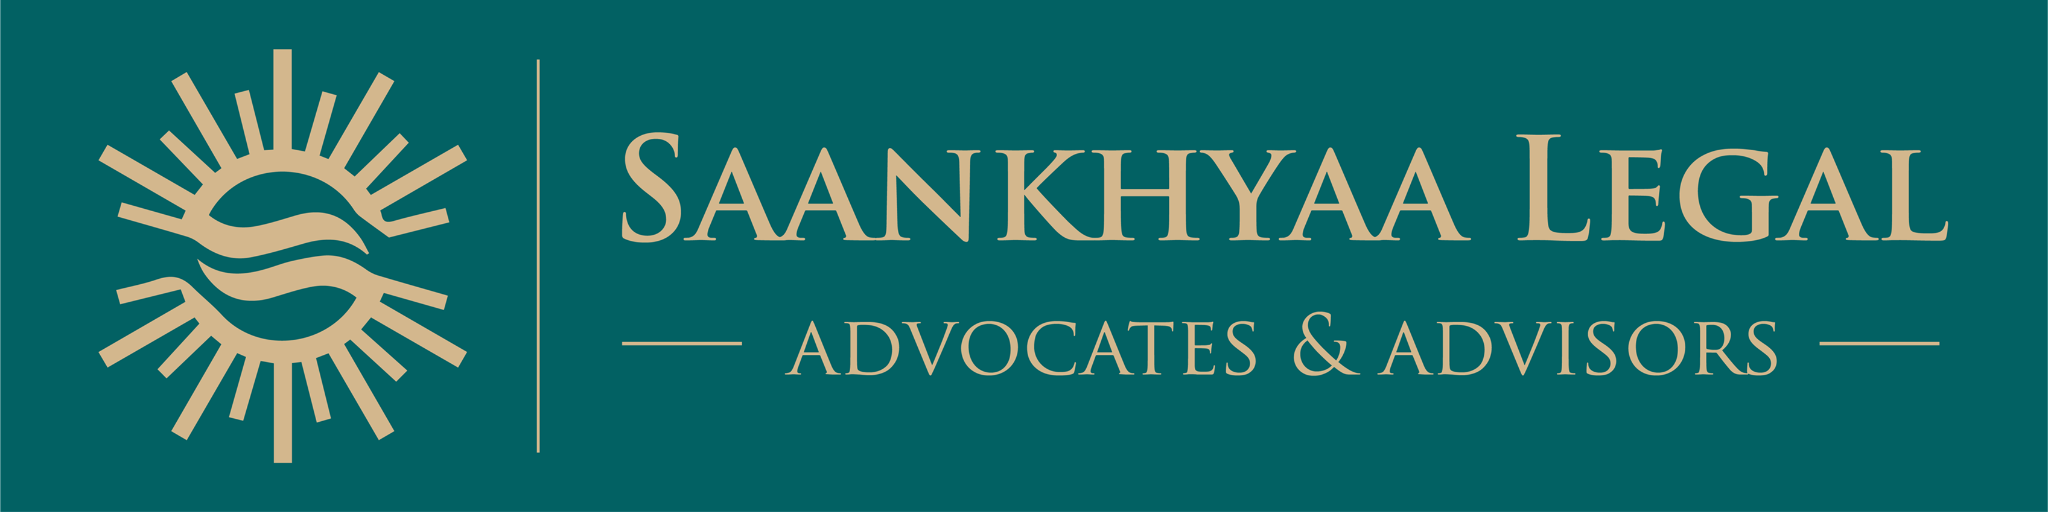 SAANKHYAA LEGAL
ADVOCATES & ADVISORS